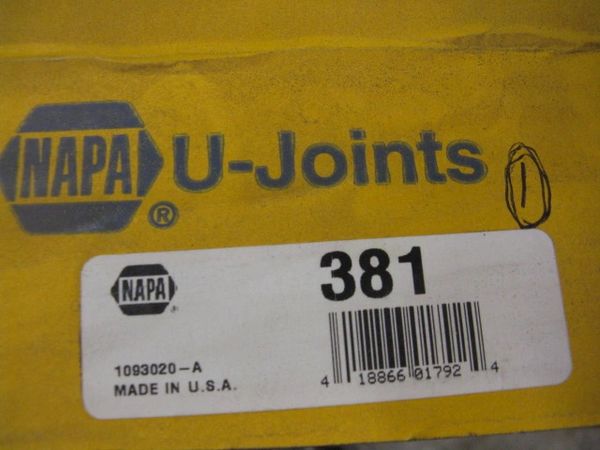 NAPA ® U-Joints 1
NAPA ® 381
1093020-A
MADE IN U.S.A.
4 18866 01792 4